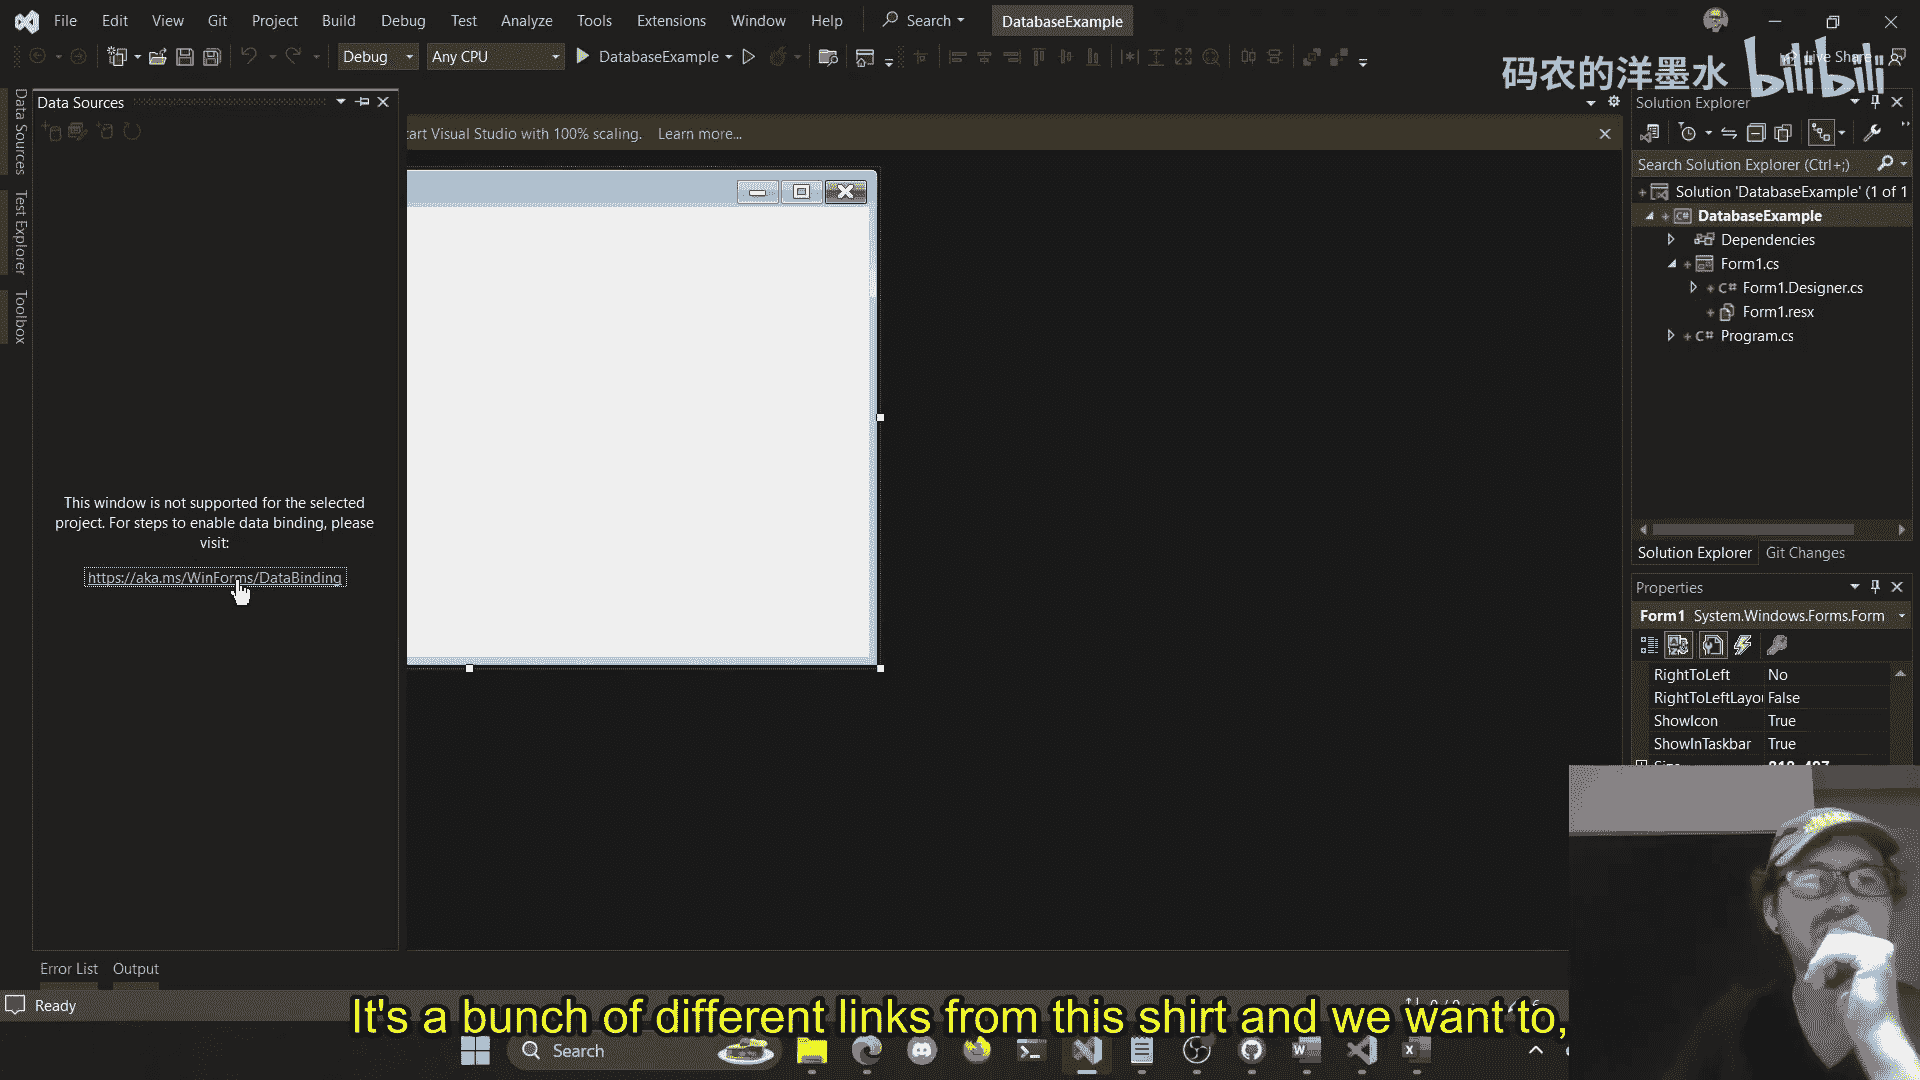 File Edit View Git Project Build Debug Test Analyze Tools Extensions Window Help Search DatabaseExample
Debug Any CPU DatabaseExample Live Share
码农的洋墨水 bilibili
Data Sources
Data Sources
Test Explorer
Toolbox
tart Visual Studio with 100% scaling. Learn more...
This window is not supported for the selected
project. For steps to enable data binding, please
visit:
https://aka.ms/WinForms/DataBinding
Solution Explorer
Search Solution Explorer (Ctrl+;)
Solution 'DatabaseExample' (1 of 1
C# DatabaseExample
Dependencies
Form1.cs
C# Form1.Designer.cs
Form1.resx
C# Program.cs
Solution Explorer Git Changes
Properties
Form1 System.Windows.Forms.Form
RightToLeft No
RightToLeftLayou False
ShowIcon True
ShowInTaskbar True
Error List Output
Ready
It's a bunch of different links from this shirt and we want to,
Search